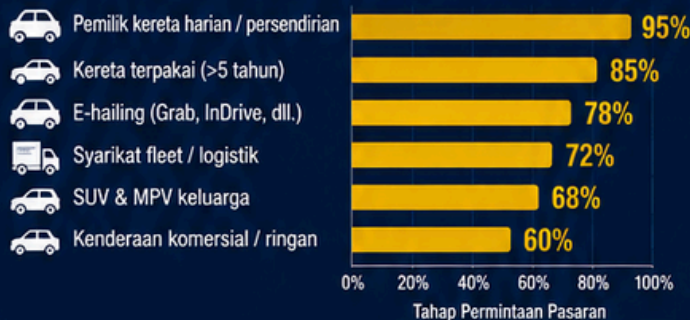 Pemilik kereta harian / persendirian 95%
Kereta terpakai (>5 tahun) 85%
E-hailing (Grab, InDrive, dll.) 78%
Syarikat fleet / logistik 72%
SUV & MPV keluarga 68%
Kenderaan komersial / ringan 60%
0% 20% 40% 60% 80% 100%
Tahap Permintaan Pasaran